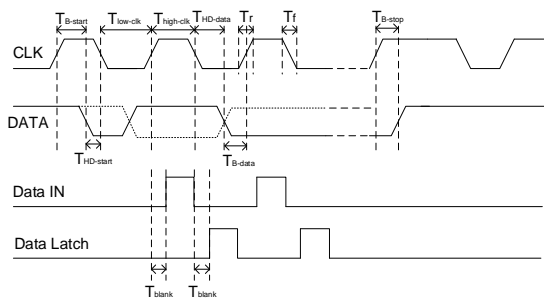 TB-start Tlow-clk Thigh-clk THD-data Tr Tf TB-stop
CLK
DATA
THD-start TB-data
Data IN
Data Latch
Tblank Tblank